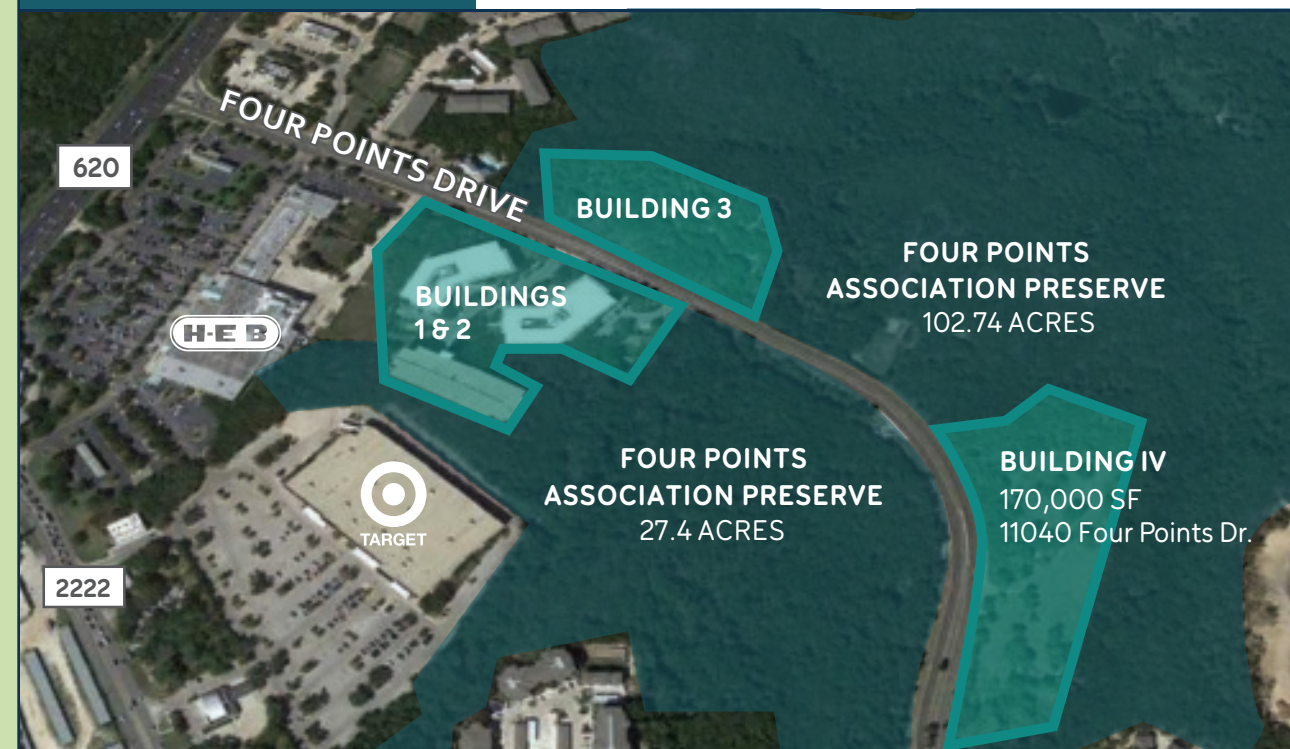 FOUR POINTS DRIVE
620
BUILDING 3
FOUR POINTS
ASSOCIATION PRESERVE
102.74 ACRES
BUILDINGS
1 & 2
H-E B
FOUR POINTS
ASSOCIATION PRESERVE
27.4 ACRES
BUILDING IV
170,000 SF
11040 Four Points Dr.
TARGET
2222